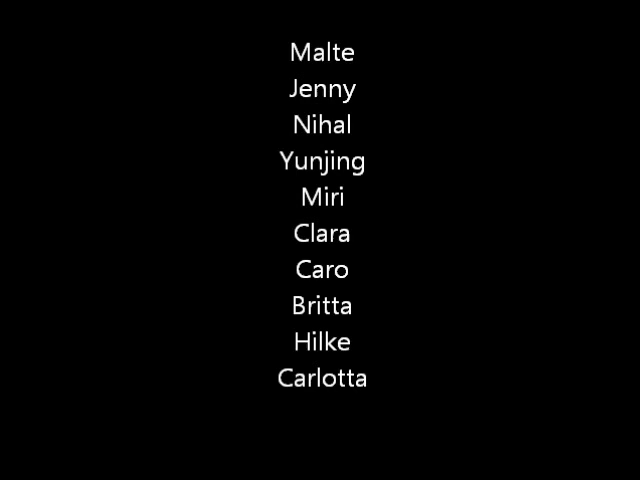 Malte
Jenny
Nihal
Yunjing
Miri
Clara
Caro
Britta
Hilke
Carlotta